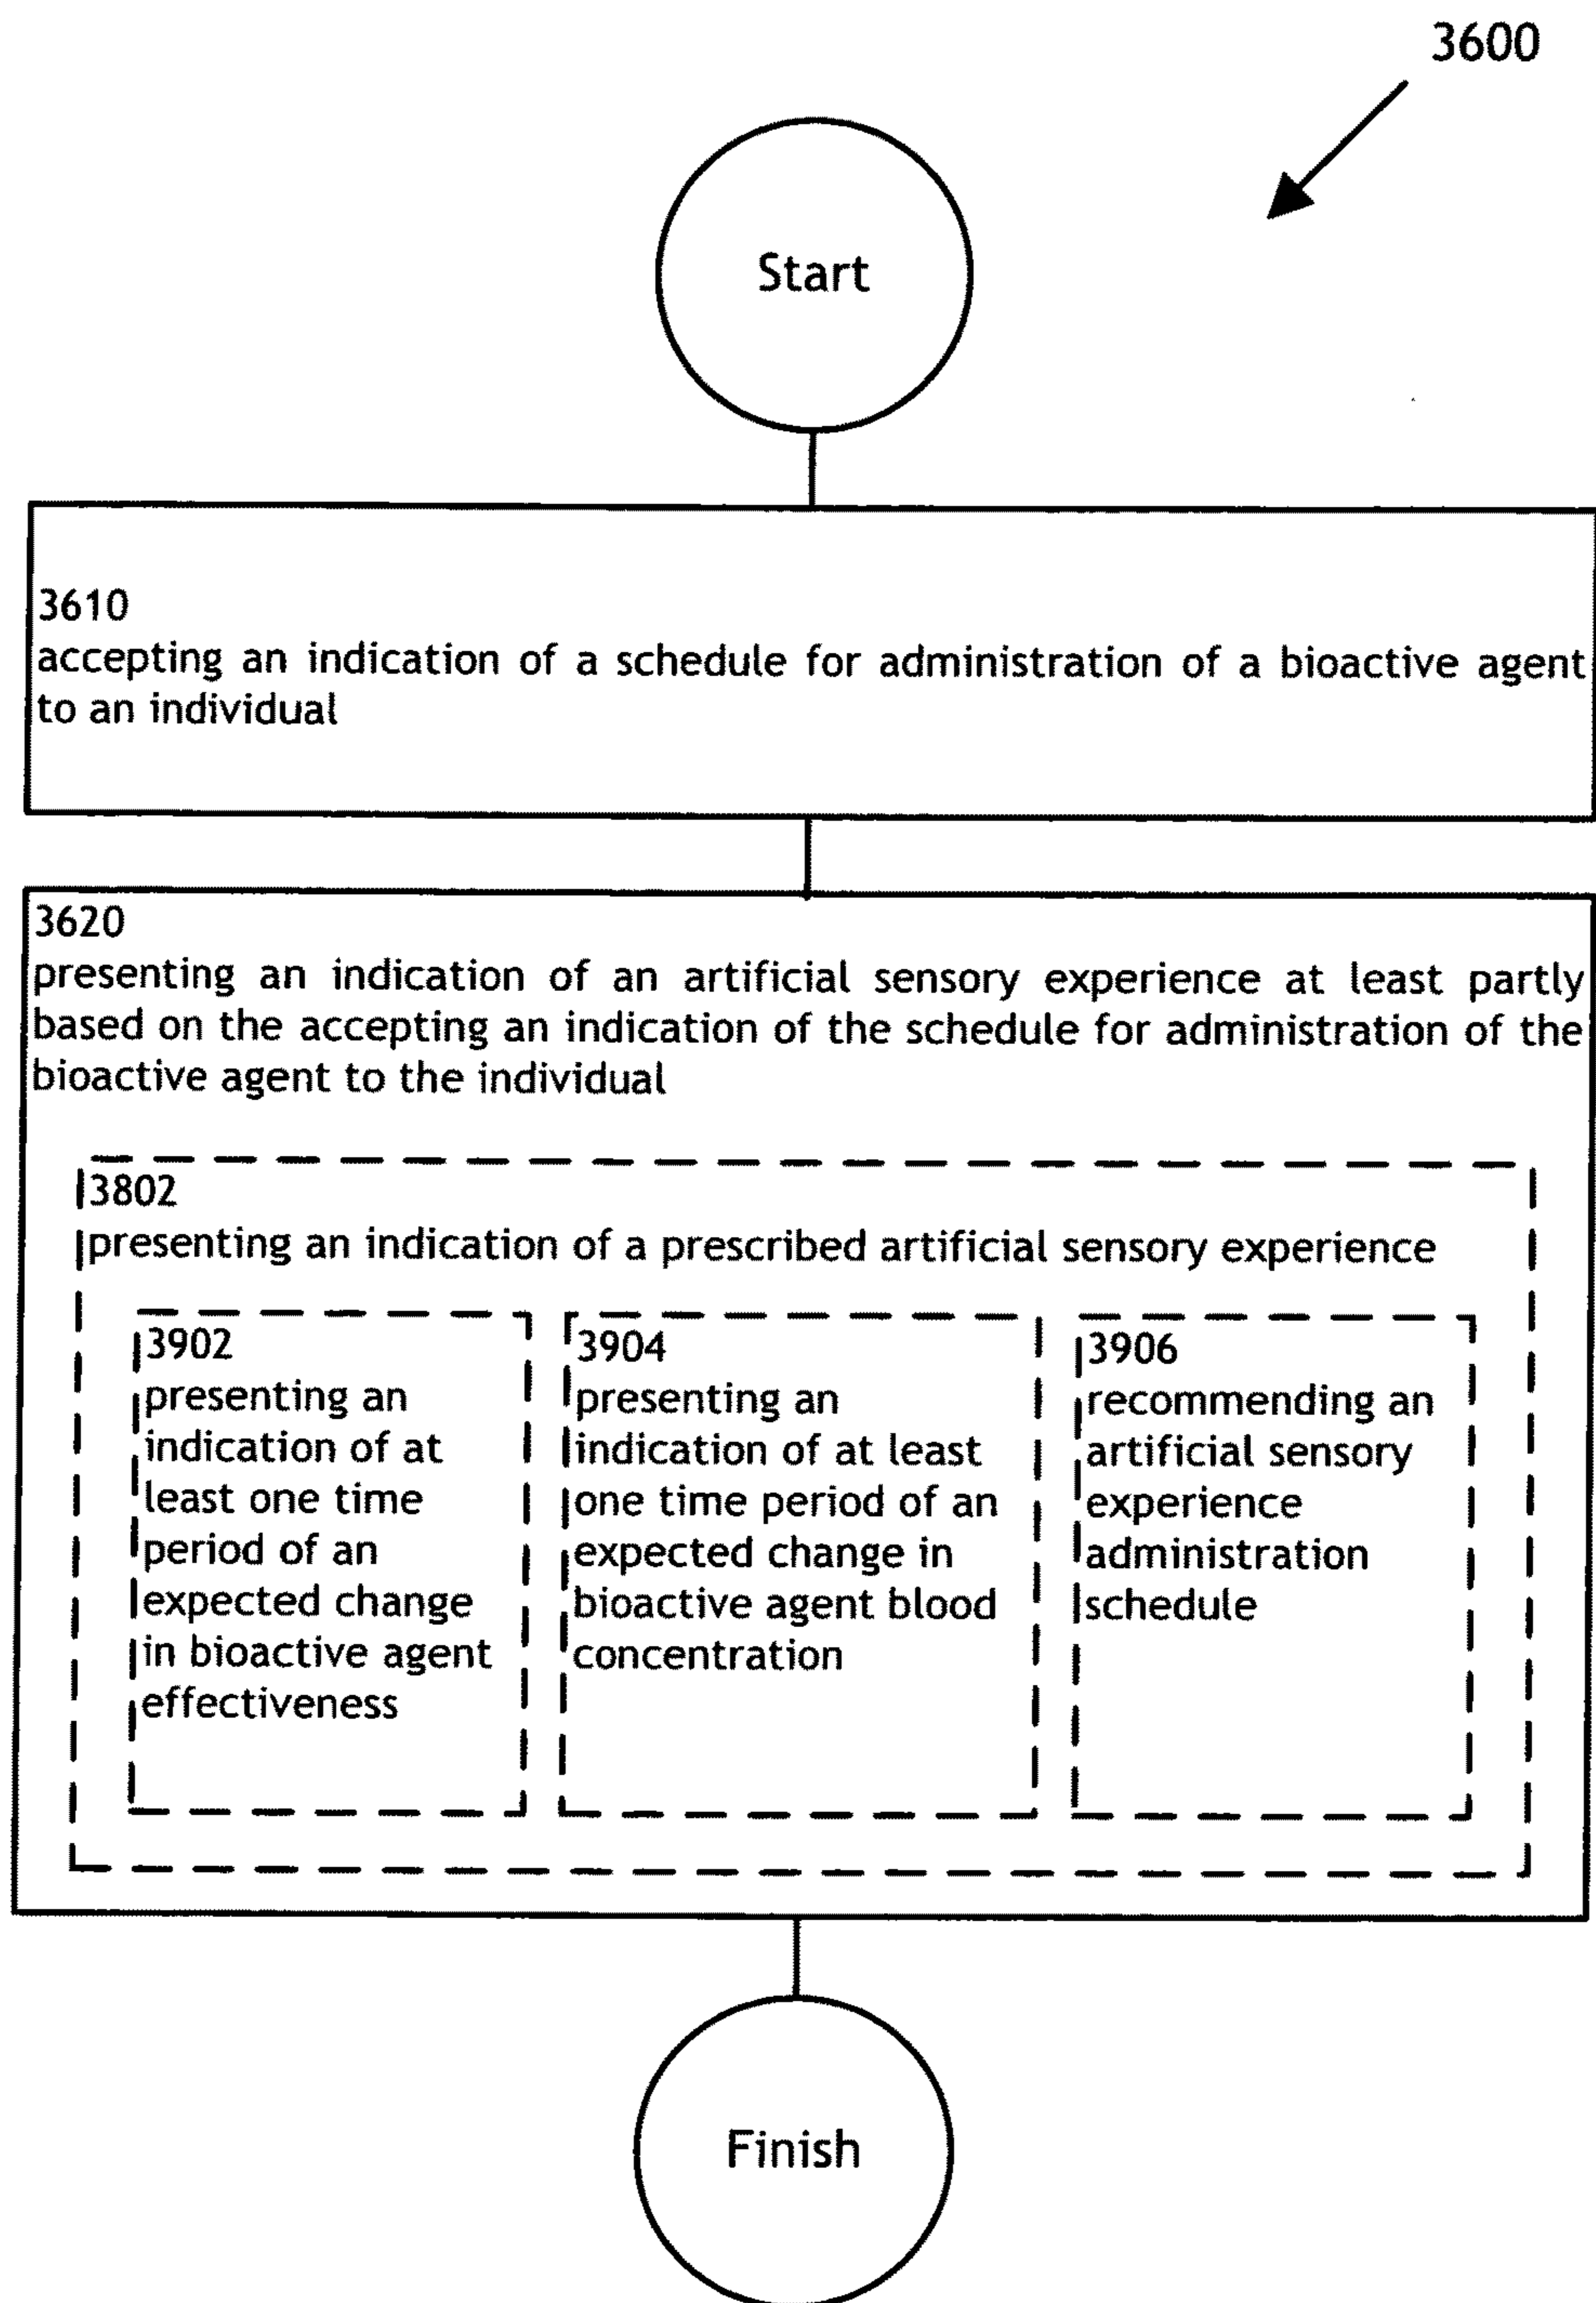 3600
Start
3610
accepting an indication of a schedule for administration of a bioactive agent
to an individual
3620
presenting an indication of an artificial sensory experience at least partly
based on the accepting an indication of the schedule for administration of the
bioactive agent to the individual
3802
presenting an indication of a prescribed artificial sensory experience
3902
presenting an
indication of at
least one time
period of an
expected change
in bioactive agent
effectiveness
3904
presenting an
indication of at least
one time period of an
expected change in
bioactive agent blood
concentration
3906
recommending an
artificial sensory
experience
administration
schedule
Finish